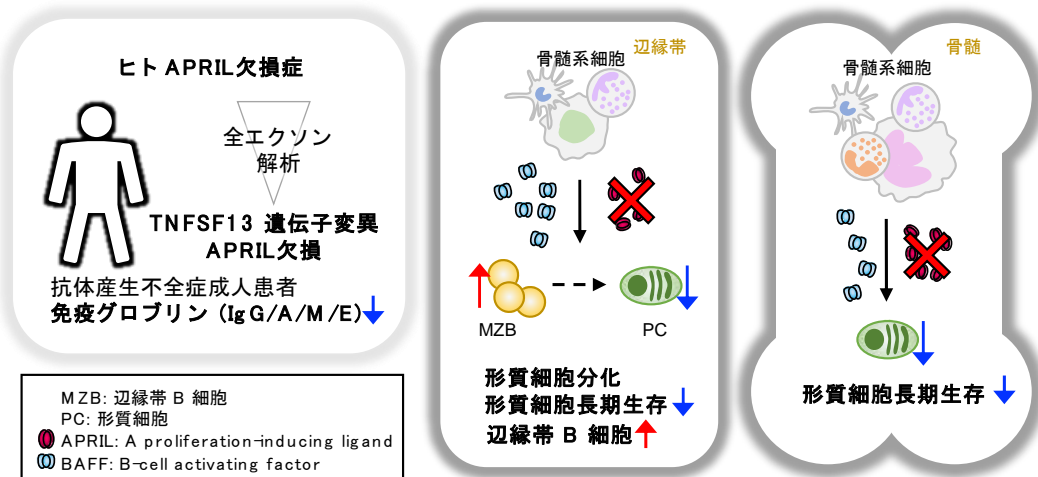 ヒト APRIL欠損症
全エクソン
解析
TNFSF13 遺伝子変異
APRIL欠損
抗体産生不全症成人患者
免疫グロブリン (IgG/A/M/E)↓
MZB: 辺縁帯 B 細胞
PC: 形質細胞
APRIL: A proliferation-inducing ligand
BAFF: B-cell activating factor
辺縁帯
骨髄系細胞
MZB
PC
形質細胞分化
形質細胞長期生存↓
辺縁帯 B 細胞↑
骨髄
骨髄系細胞
形質細胞長期生存↓